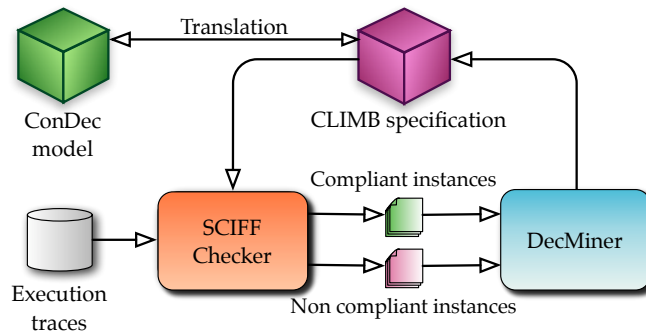 Translation
ConDec
model
CLIMB specification
Compliant instances
SCIFF
Checker
DecMiner
Execution
traces
Non compliant instances